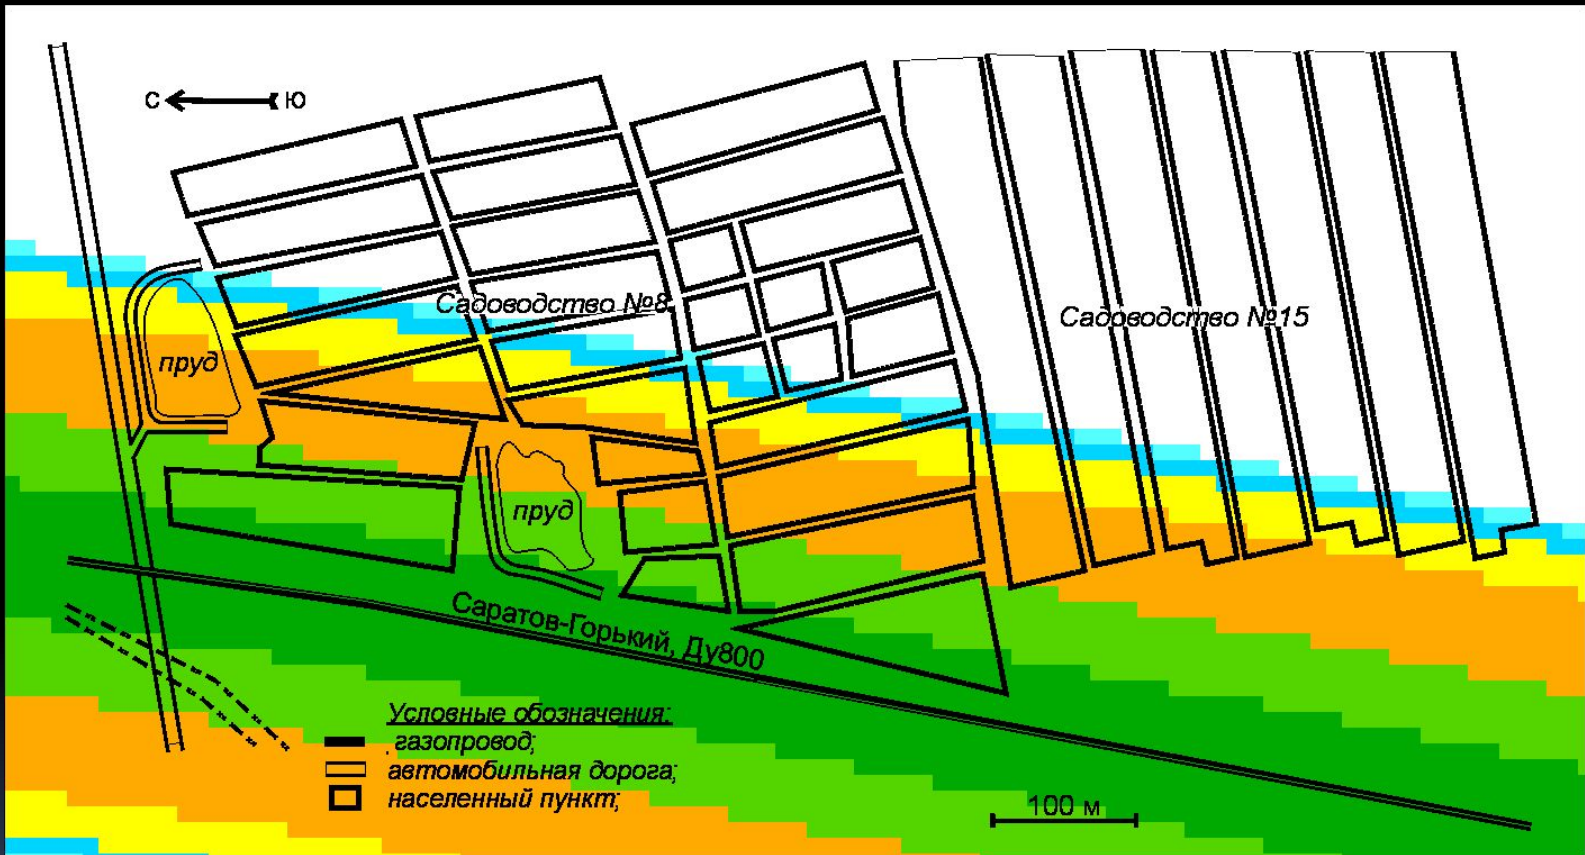 С Ю
Садоводство №8
Садоводство №15
пруд
пруд
Саратов-Горький, Ду800
Условные обозначения:
газопровод;
автомобильная дорога;
населенный пункт;
100 м